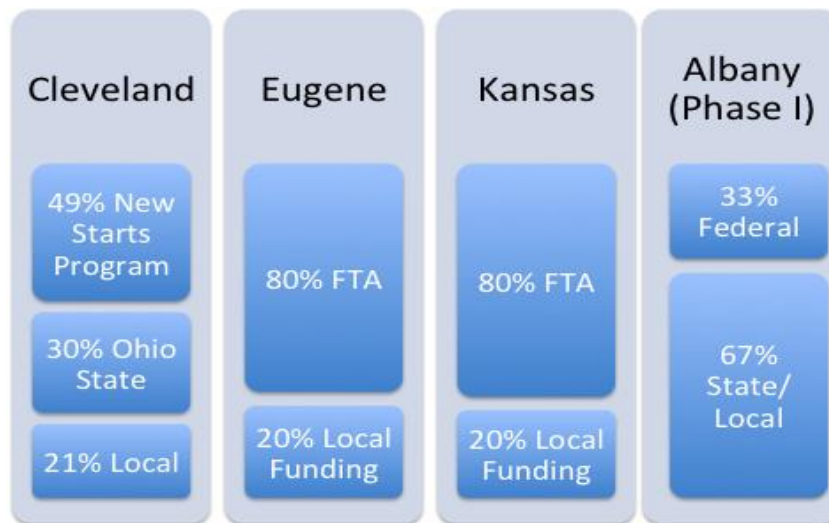 Cleveland
49% New
Starts
Program
30% Ohio
State
21% Local
Eugene
80% FTA
20% Local
Funding
Kansas
80% FTA
20% Local
Funding
Albany
(Phase I)
33%
Federal
67%
State/
Local